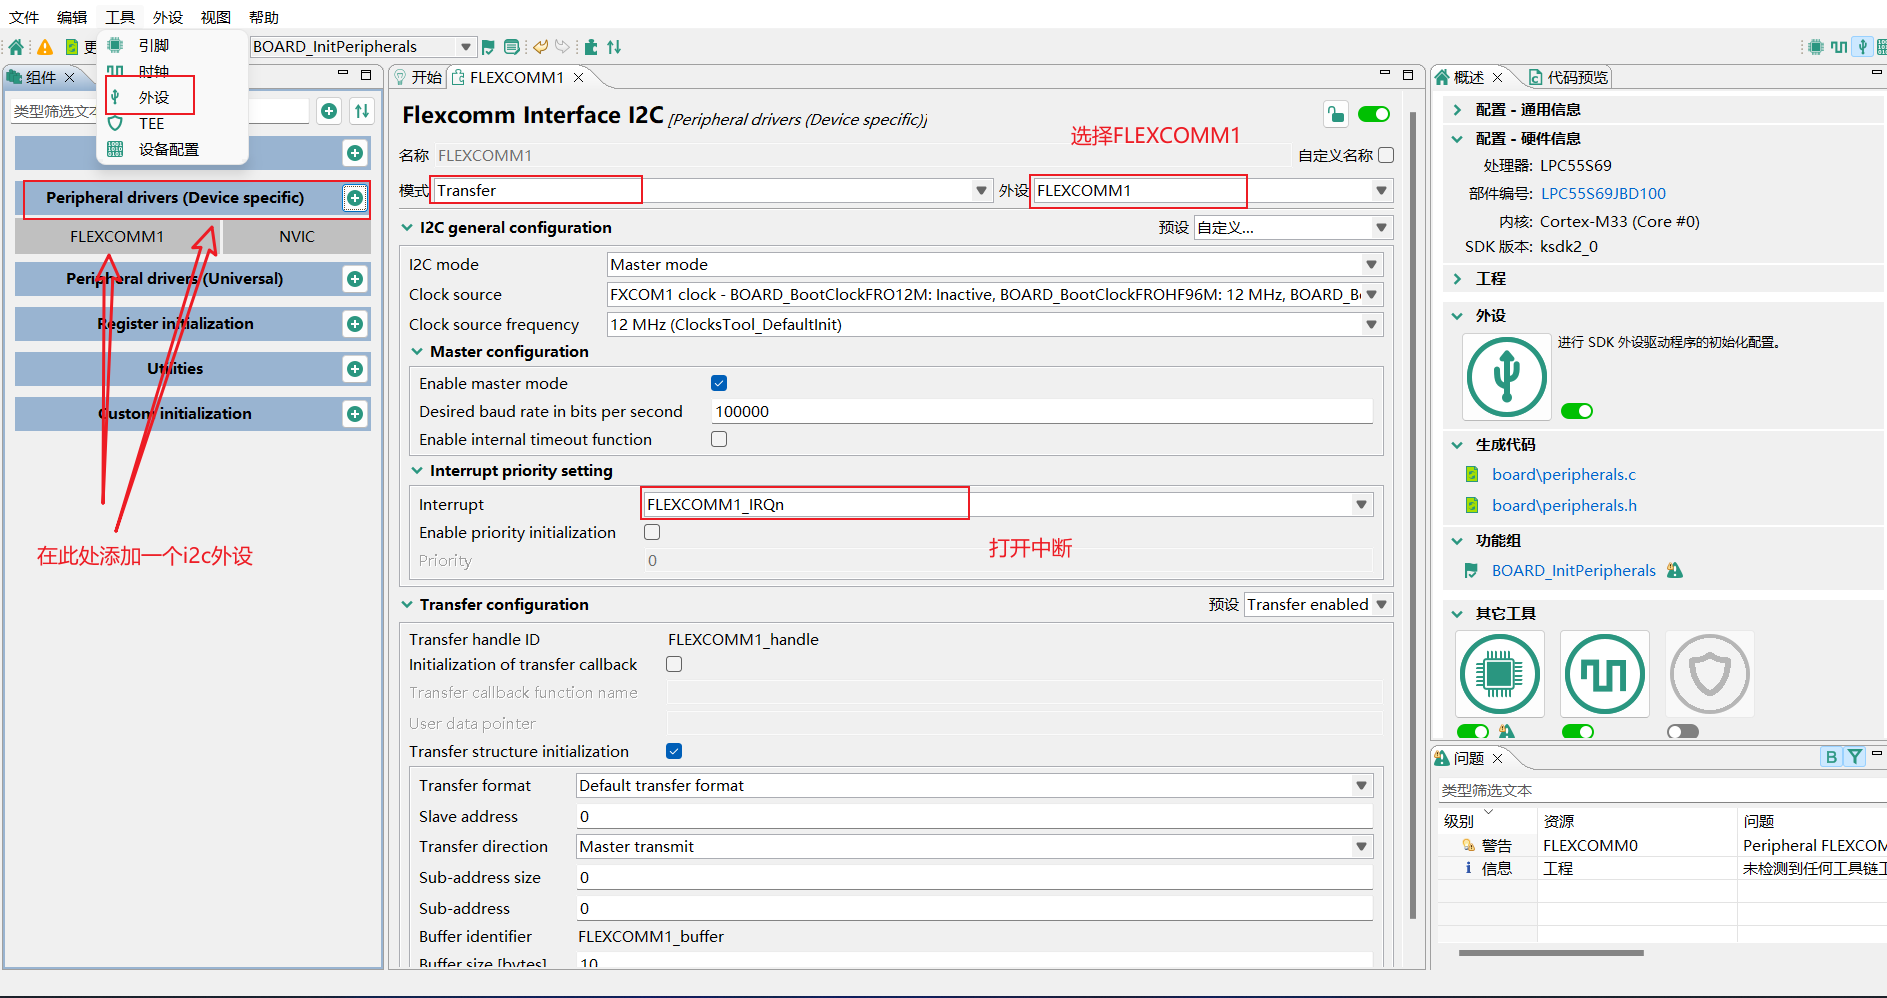 文件 编辑 工具 外设 视图 帮助
更
BOARD_InitPeripherals
引脚
时钟
外设
TEE
设备配置
组件
类型筛选文本
Peripheral drivers (Device specific)
FLEXCOMM1 NVIC
Peripheral drivers (Universal)
Register initialization
Utilities
Custom initialization
在此处添加一个i2c外设
开始 FLEXCOMM1
Flexcomm Interface I2C [Peripheral drivers (Device specific)]
选择FLEXCOMM1
名称 FLEXCOMM1 自定义名称
模式 Transfer 外设 FLEXCOMM1
I2C general configuration 预设 自定义...
I2C mode Master mode
Clock source FXCOM1 clock - BOARD_BootClockFRO12M: Inactive, BOARD_BootClockFROHF96M: 12 MHz, BOARD_B
Clock source frequency 12 MHz (ClocksTool_DefaultInit)
Master configuration
Enable master mode
Desired baud rate in bits per second 100000
Enable internal timeout function
Interrupt priority setting
Interrupt FLEXCOMM1_IRQn
Enable priority initialization
打开中断
Priority 0
Transfer configuration 预设 Transfer enabled
Transfer handle ID FLEXCOMM1_handle
Initialization of transfer callback
Transfer callback function name
User data pointer
Transfer structure initialization
Transfer format Default transfer format
Slave address 0
Transfer direction Master transmit
Sub-address size 0
Sub-address 0
Buffer identifier FLEXCOMM1_buffer
Buffer size [bytes] 10
概述 代码预览
配置 - 通用信息
配置 - 硬件信息
处理器: LPC55S69
部件编号: LPC55S69JBD100
内核: Cortex-M33 (Core #0)
SDK 版本: ksdk2_0
工程
外设
进行 SDK 外设驱动程序的初始化配置。
生成代码
board\peripherals.c
board\peripherals.h
功能组
BOARD_InitPeripherals
其它工具
问题
B
类型筛选文本
级别 资源 问题
警告 FLEXCOMM0 Peripheral FLEXCOM
信息 工程 未检测到任何工具链工